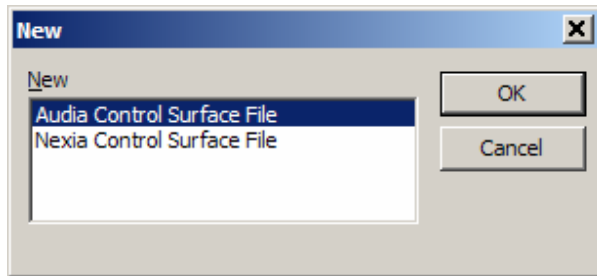 New
New
OK
Audia Control Surface File
Nexia Control Surface File
Cancel